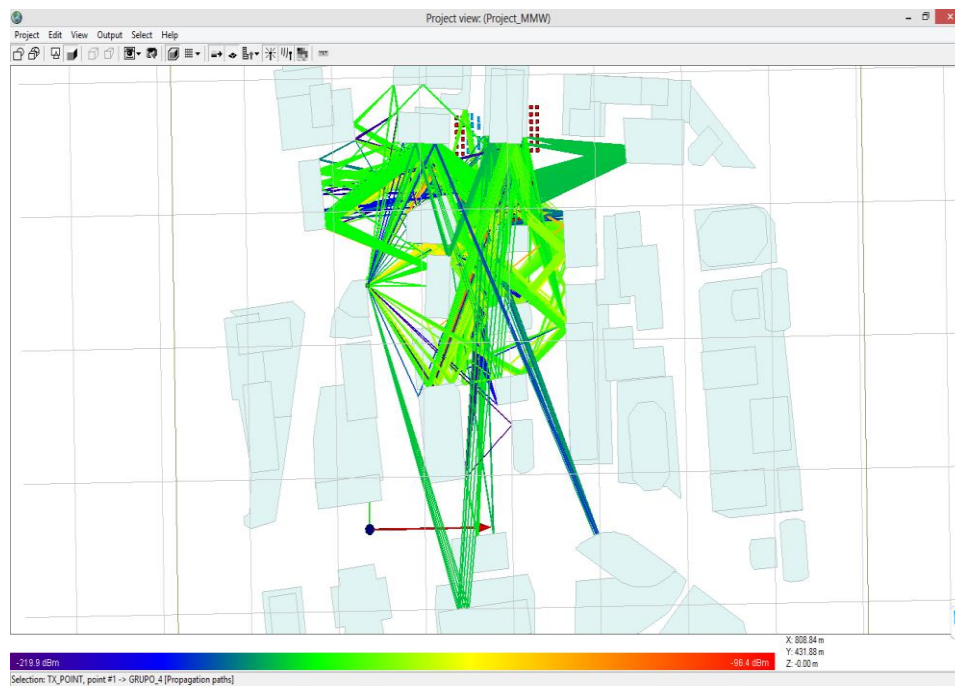 Project view: (Project_MMW)
Project Edit View Output Select Help
X: 808.84 m
Y: 431.88 m
Z: -0.00 m
-219.9 dBm
-96.4 dBm
Selection: TX_POINT, point #1 -> GRUPO_4 [Propagation paths]